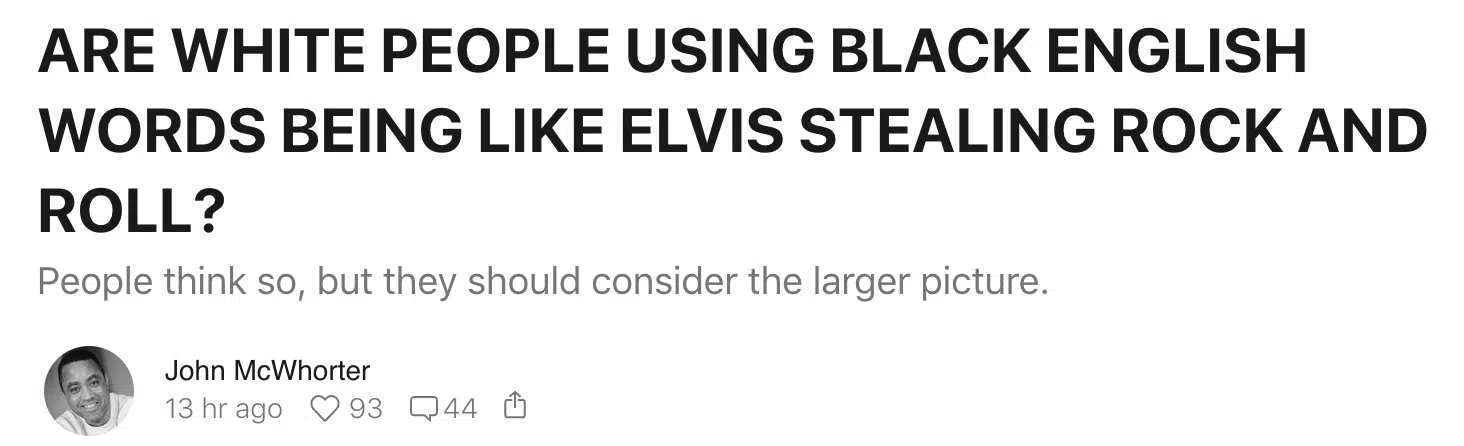 ARE WHITE PEOPLE USING BLACK ENGLISH
WORDS BEING LIKE ELVIS STEALING ROCK AND
ROLL?
People think so, but they should consider the larger picture.
John McWhorter
13 hr ago 93 44